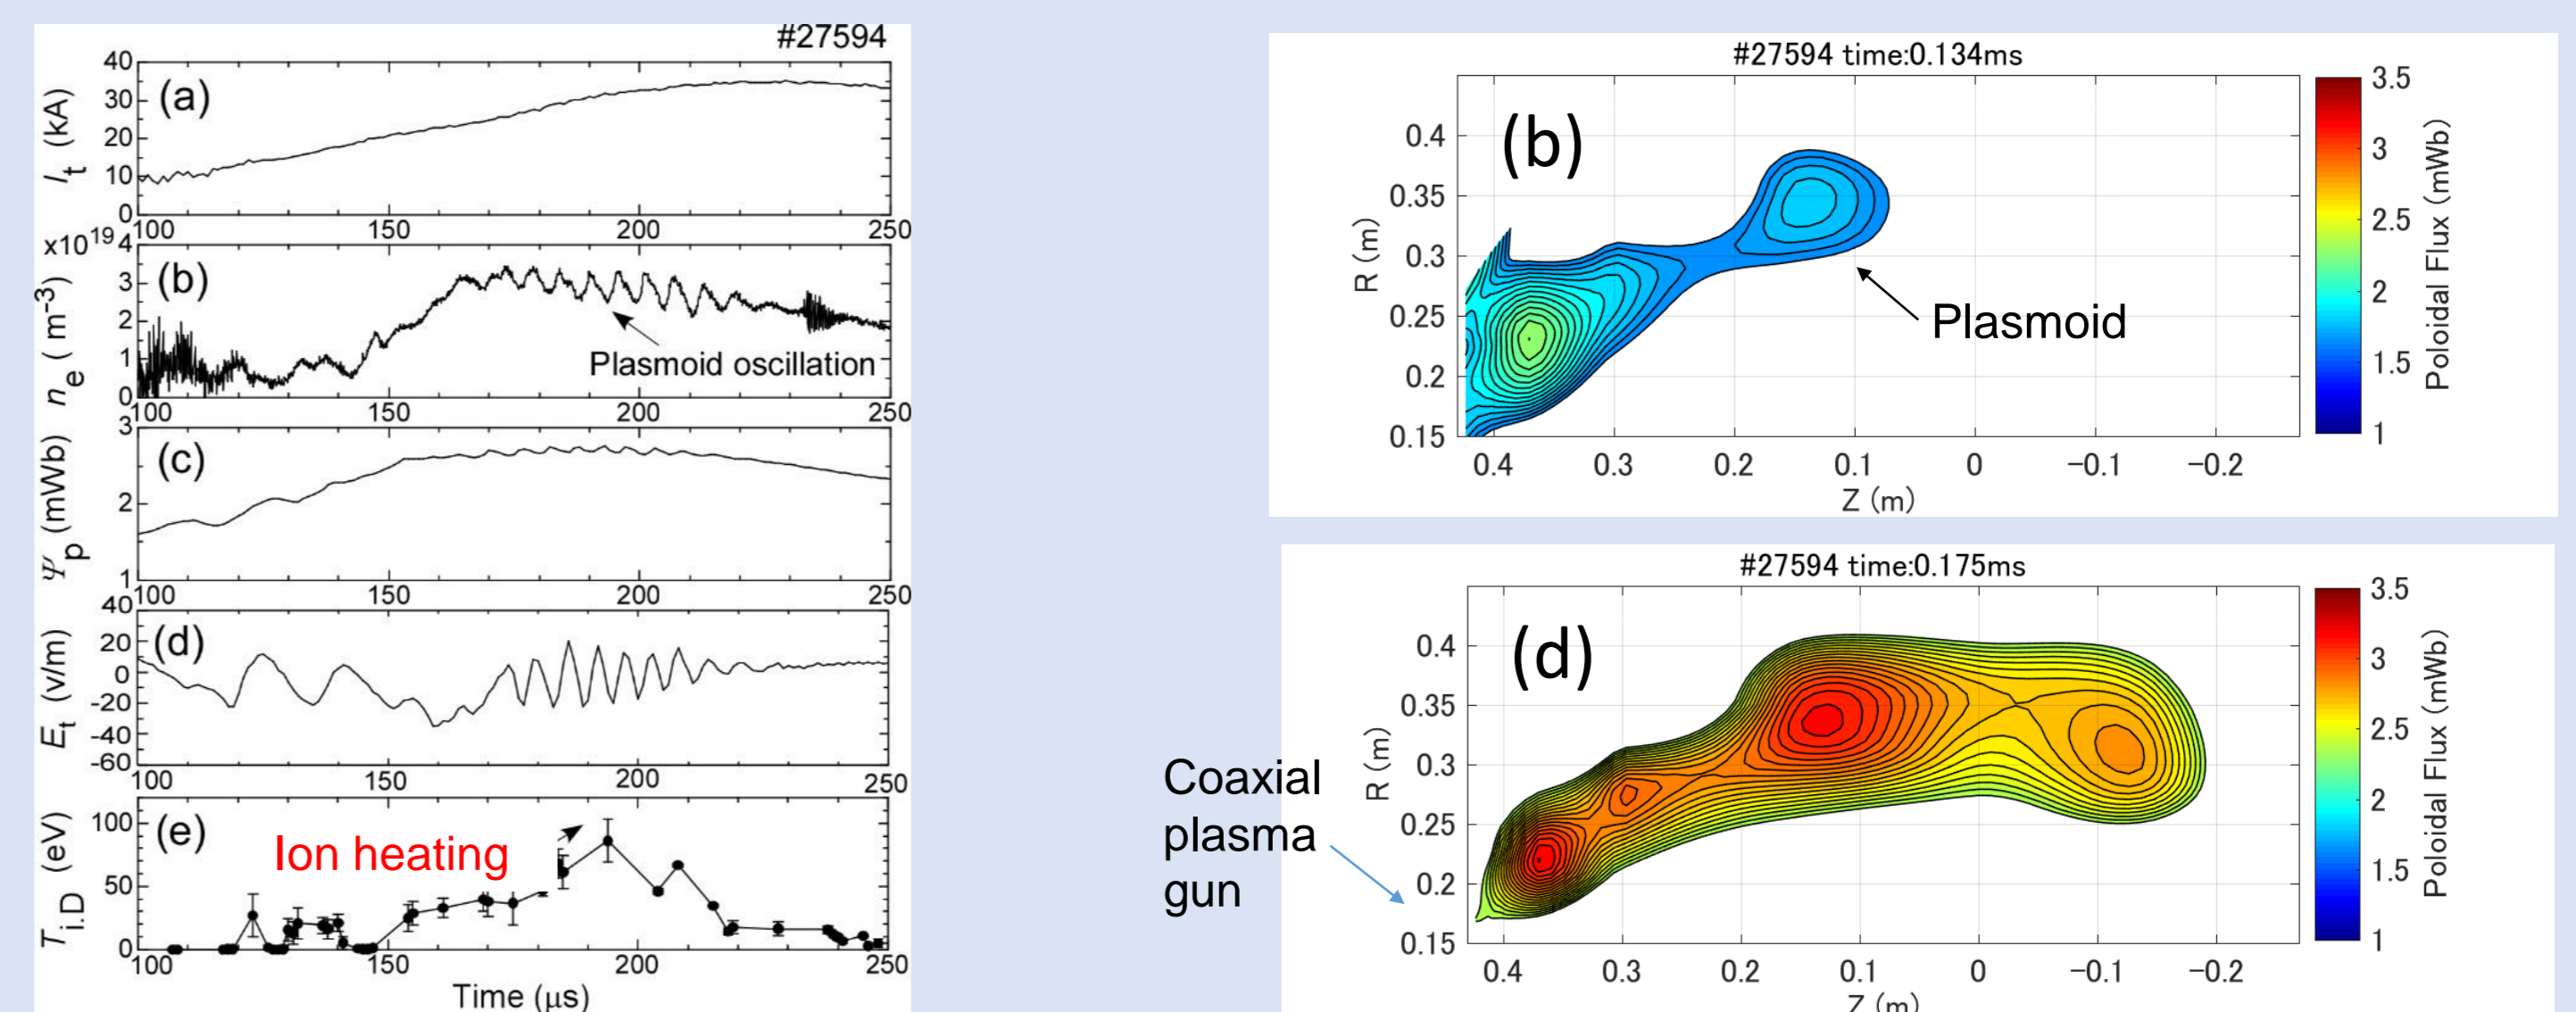 #27594
40
30
20
10
0
I_t (kA)
(a)
100 150 200 250
x10^19
4
3
2
1
0
n_e ( m^-3)
(b)
Plasmoid oscillation
100 150 200 250
3
2
1
Ψ_p (mWb)
(c)
100 150 200 250
40
20
0
-20
-40
-60
E_t (v/m)
(d)
100 150 200 250
100
50
0
T_i.D (eV)
(e)
Ion heating
100 150 200 250
Time (μs)
#27594 time:0.134ms
(b)
0.4
0.35
0.3
0.25
0.2
0.15
R (m)
Plasmoid
0.4 0.3 0.2 0.1 0 −0.1 −0.2
Z (m)
3.5
3
2.5
2
1.5
1
Poloidal Flux (mWb)
#27594 time:0.175ms
(d)
0.4
0.35
0.3
0.25
0.2
0.15
R (m)
Coaxial
plasma
gun
0.4 0.3 0.2 0.1 0 −0.1 −0.2
Z (m)
3.5
3
2.5
2
1.5
1
Poloidal Flux (mWb)